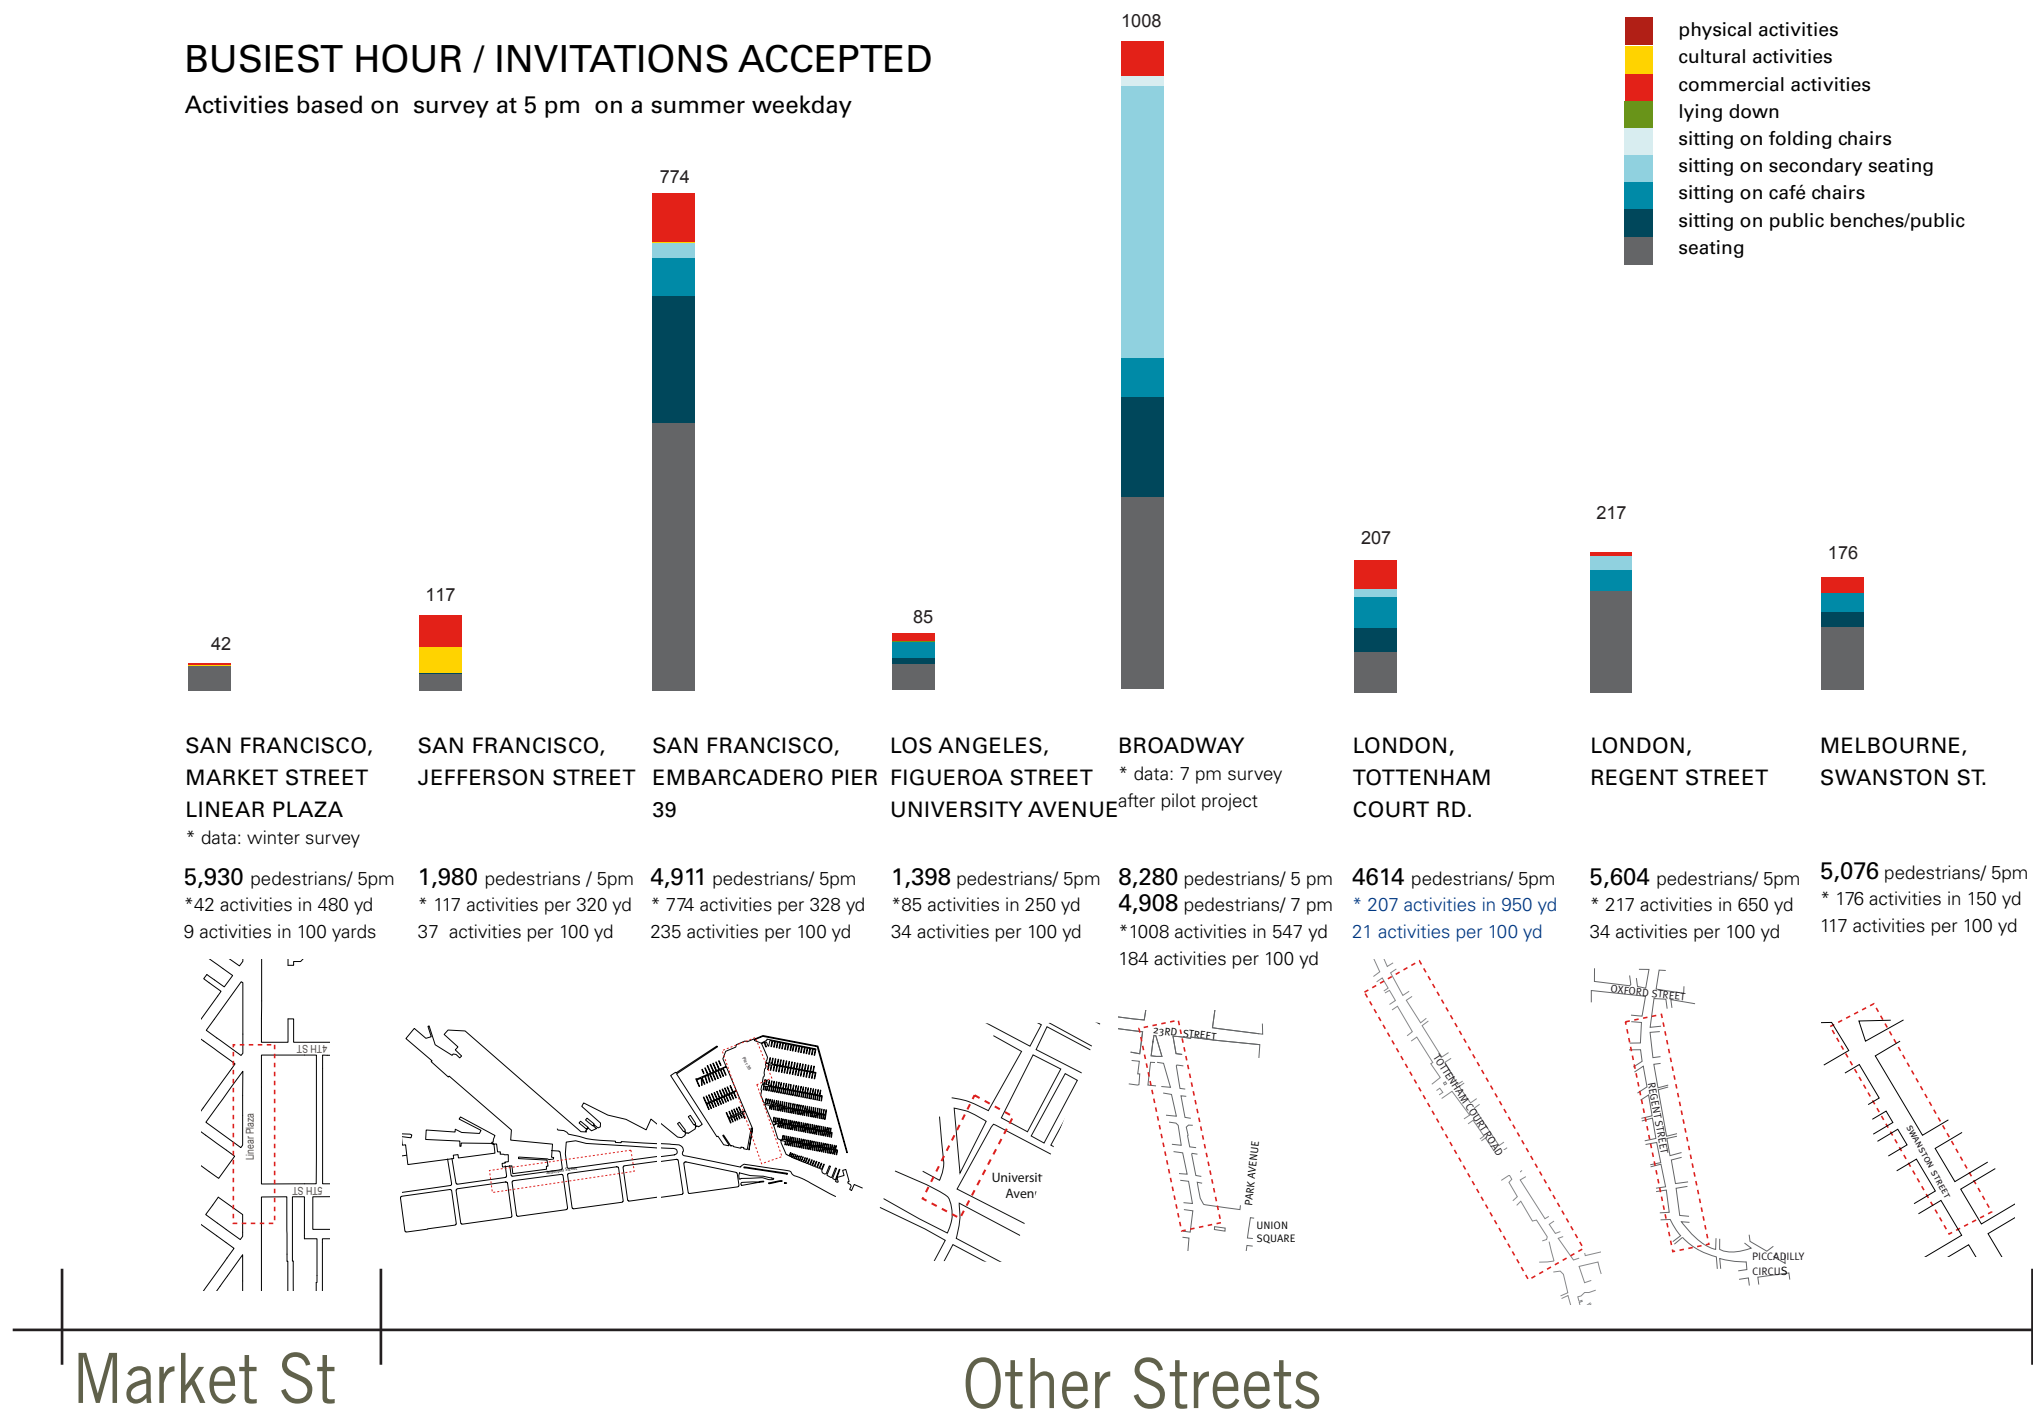 BUSIEST HOUR / INVITATIONS ACCEPTED
Activities based on survey at 5 pm on a summer weekday
physical activities
cultural activities
commercial activities
lying down
sitting on folding chairs
sitting on secondary seating
sitting on café chairs
sitting on public benches/public
seating
42
117
774
85
1008
207
217
176
SAN FRANCISCO,
MARKET STREET
LINEAR PLAZA
* data: winter survey
5,930 pedestrians/ 5pm
*42 activities in 480 yd
9 activities in 100 yards
SAN FRANCISCO,
JEFFERSON STREET
1,980 pedestrians / 5pm
* 117 activities per 320 yd
37 activities per 100 yd
SAN FRANCISCO,
EMBARCADERO PIER
39
4,911 pedestrians/ 5pm
* 774 activities per 328 yd
235 activities per 100 yd
LOS ANGELES,
FIGUEROA STREET
UNIVERSITY AVENUE
1,398 pedestrians/ 5pm
*85 activities in 250 yd
34 activities per 100 yd
BROADWAY
* data: 7 pm survey
after pilot project
8,280 pedestrians/ 5 pm
4,908 pedestrians/ 7 pm
*1008 activities in 547 yd
184 activities per 100 yd
LONDON,
TOTTENHAM
COURT RD.
4614 pedestrians/ 5pm
* 207 activities in 950 yd
21 activities per 100 yd
LONDON,
REGENT STREET
5,604 pedestrians/ 5pm
* 217 activities in 650 yd
34 activities per 100 yd
MELBOURNE,
SWANSTON ST.
5,076 pedestrians/ 5pm
* 176 activities in 150 yd
117 activities per 100 yd
4TH ST
Linear Plaza
5TH ST
Universit
Aven
23RD STREET
PARK AVENUE
UNION
SQUARE
TOTTENHAM COURT ROAD
OXFORD STREET
REGENT STREET
PICCADILLY
CIRCUS
SWANSTON STREET
Market St
Other Streets